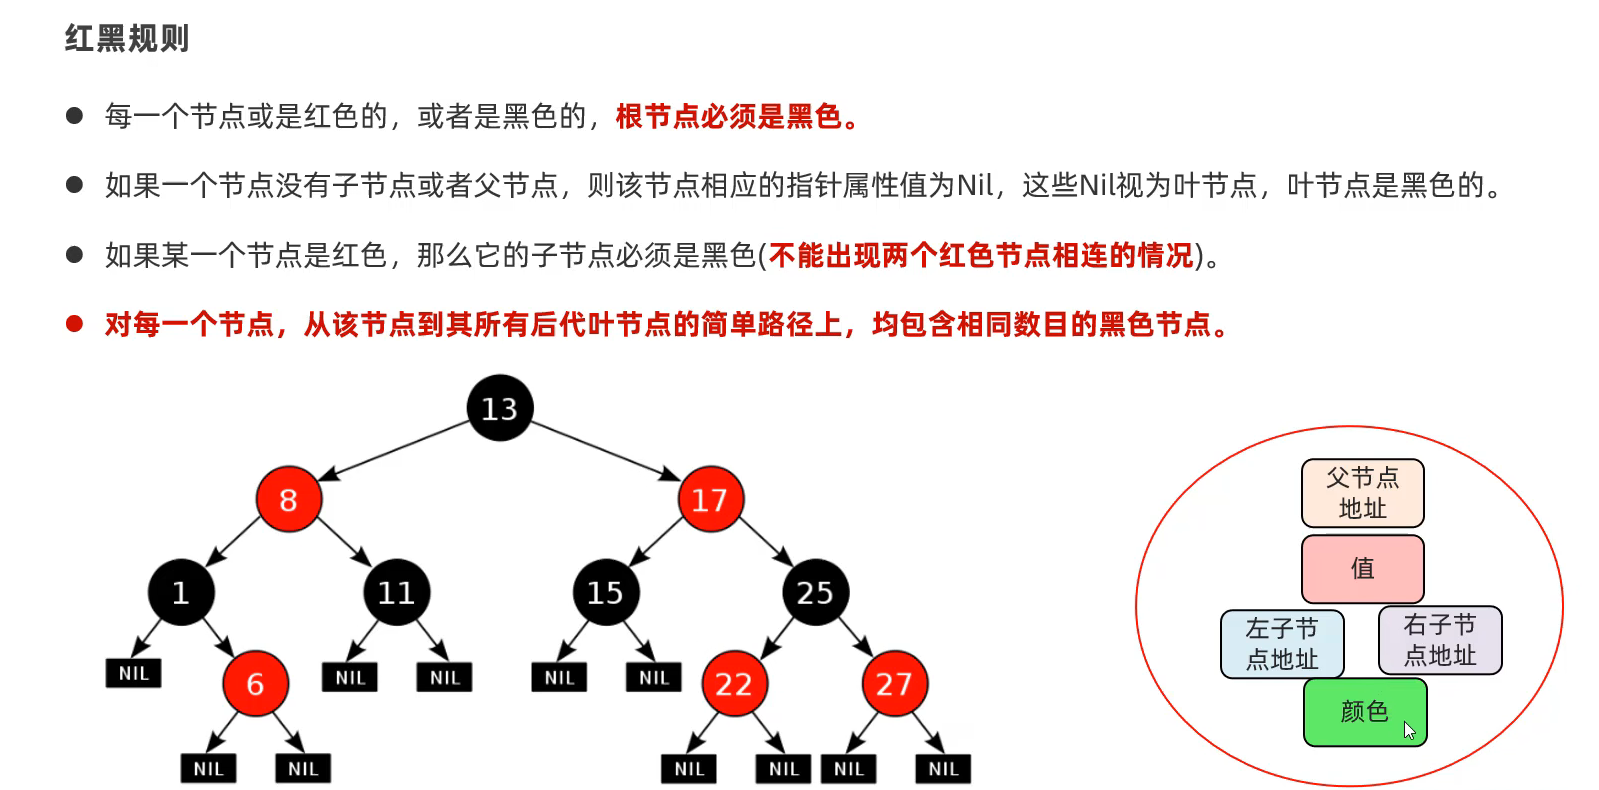 红黑规则
每一个节点或是红色的，或者是黑色的，根节点必须是黑色。
如果一个节点没有子节点或者父节点，则该节点相应的指针属性值为Nil，这些Nil视为叶节点，叶节点是黑色的。
如果某一个节点是红色，那么它的子节点必须是黑色(不能出现两个红色节点相连的情况)。
对每一个节点，从该节点到其所有后代叶节点的简单路径上，均包含相同数目的黑色节点。
13
8
17
1
11
15
25
NIL
6
NIL
NIL
NIL
NIL
22
27
NIL
NIL
NIL
NIL
NIL
NIL
父节点
地址
值
左子节
点地址
右子节
点地址
颜色